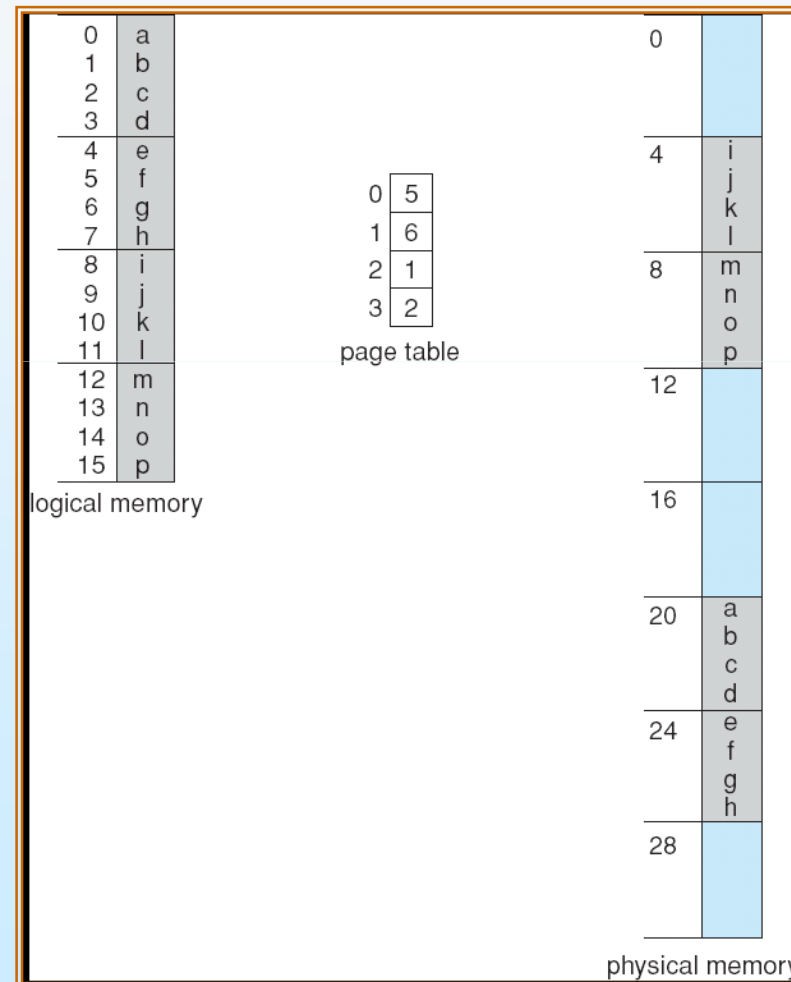 0 a
1 b
2 c
3 d
4 e
5 f
6 g
7 h
8 i
9 j
10 k
11 l
12 m
13 n
14 o
15 p
logical memory
0 5
1 6
2 1
3 2
page table
0
4 i
j
k
l
8 m
n
o
p
12
16
20 a
b
c
d
24 e
f
g
h
28
physical memory